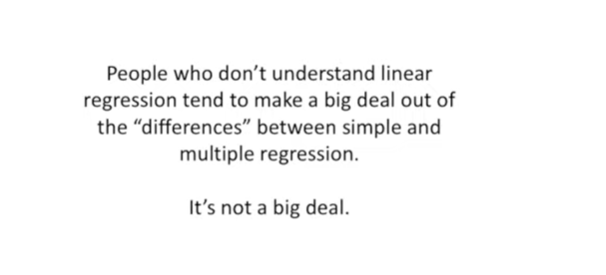 People who don’t understand linear
regression tend to make a big deal out of
the “differences” between simple and
multiple regression.
It’s not a big deal.